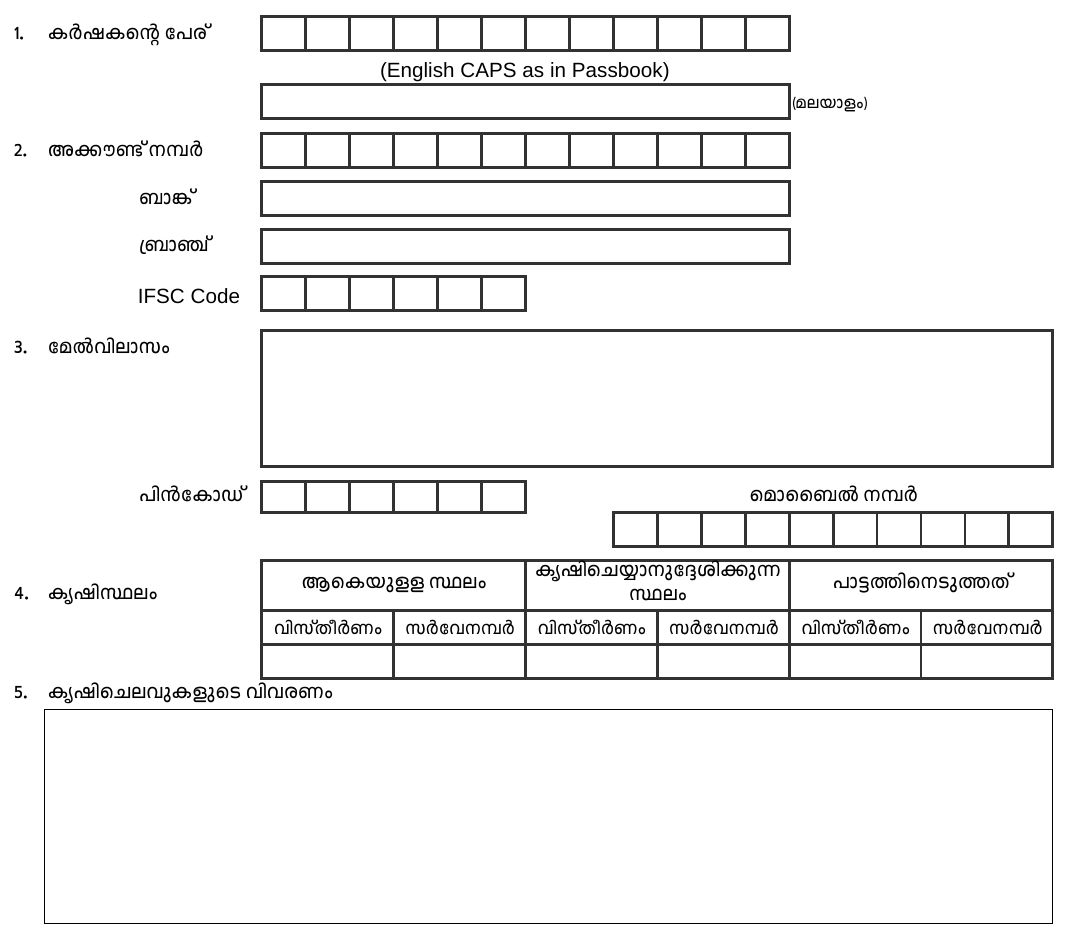 1. കർഷകന്റെ പേര്
(English CAPS as in Passbook)
(മലയാളം)
2. അക്കൗണ്ട് നമ്പർ
ബാങ്ക്
ബ്രാഞ്ച്
IFSC Code
3. മേൽവിലാസം
പിൻകോഡ് മൊബൈൽ നമ്പർ
4. കൃഷിസ്ഥലം
ആകെയുളള സ്ഥലം കൃഷിചെയ്യാനുദ്ദേശിക്കുന്ന
സ്ഥലം
പാട്ടത്തിനെടുത്തത്
വിസ്തീർണം സർവേനമ്പർ വിസ്തീർണം സർവേനമ്പർ വിസ്തീർണം സർവേനമ്പർ
5. കൃഷിചെലവുകളുടെ വിവരണം